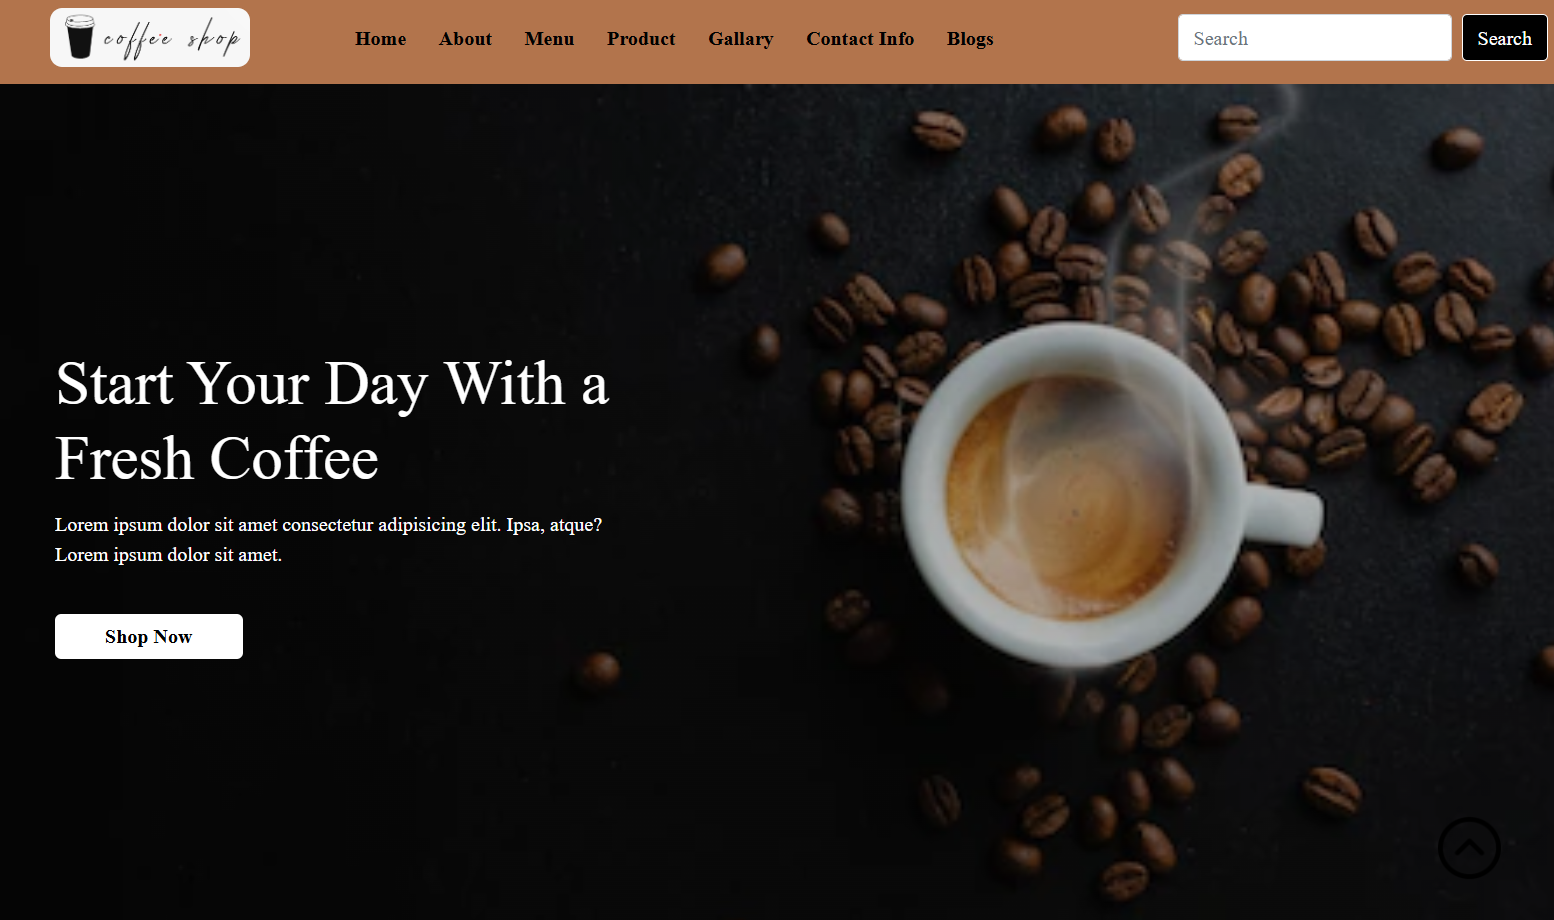 coffee shop
Home About Menu Product Gallary Contact Info Blogs
Search Search
Start Your Day With a
Fresh Coffee
Lorem ipsum dolor sit amet consectetur adipisicing elit. Ipsa, atque?
Lorem ipsum dolor sit amet.
Shop Now